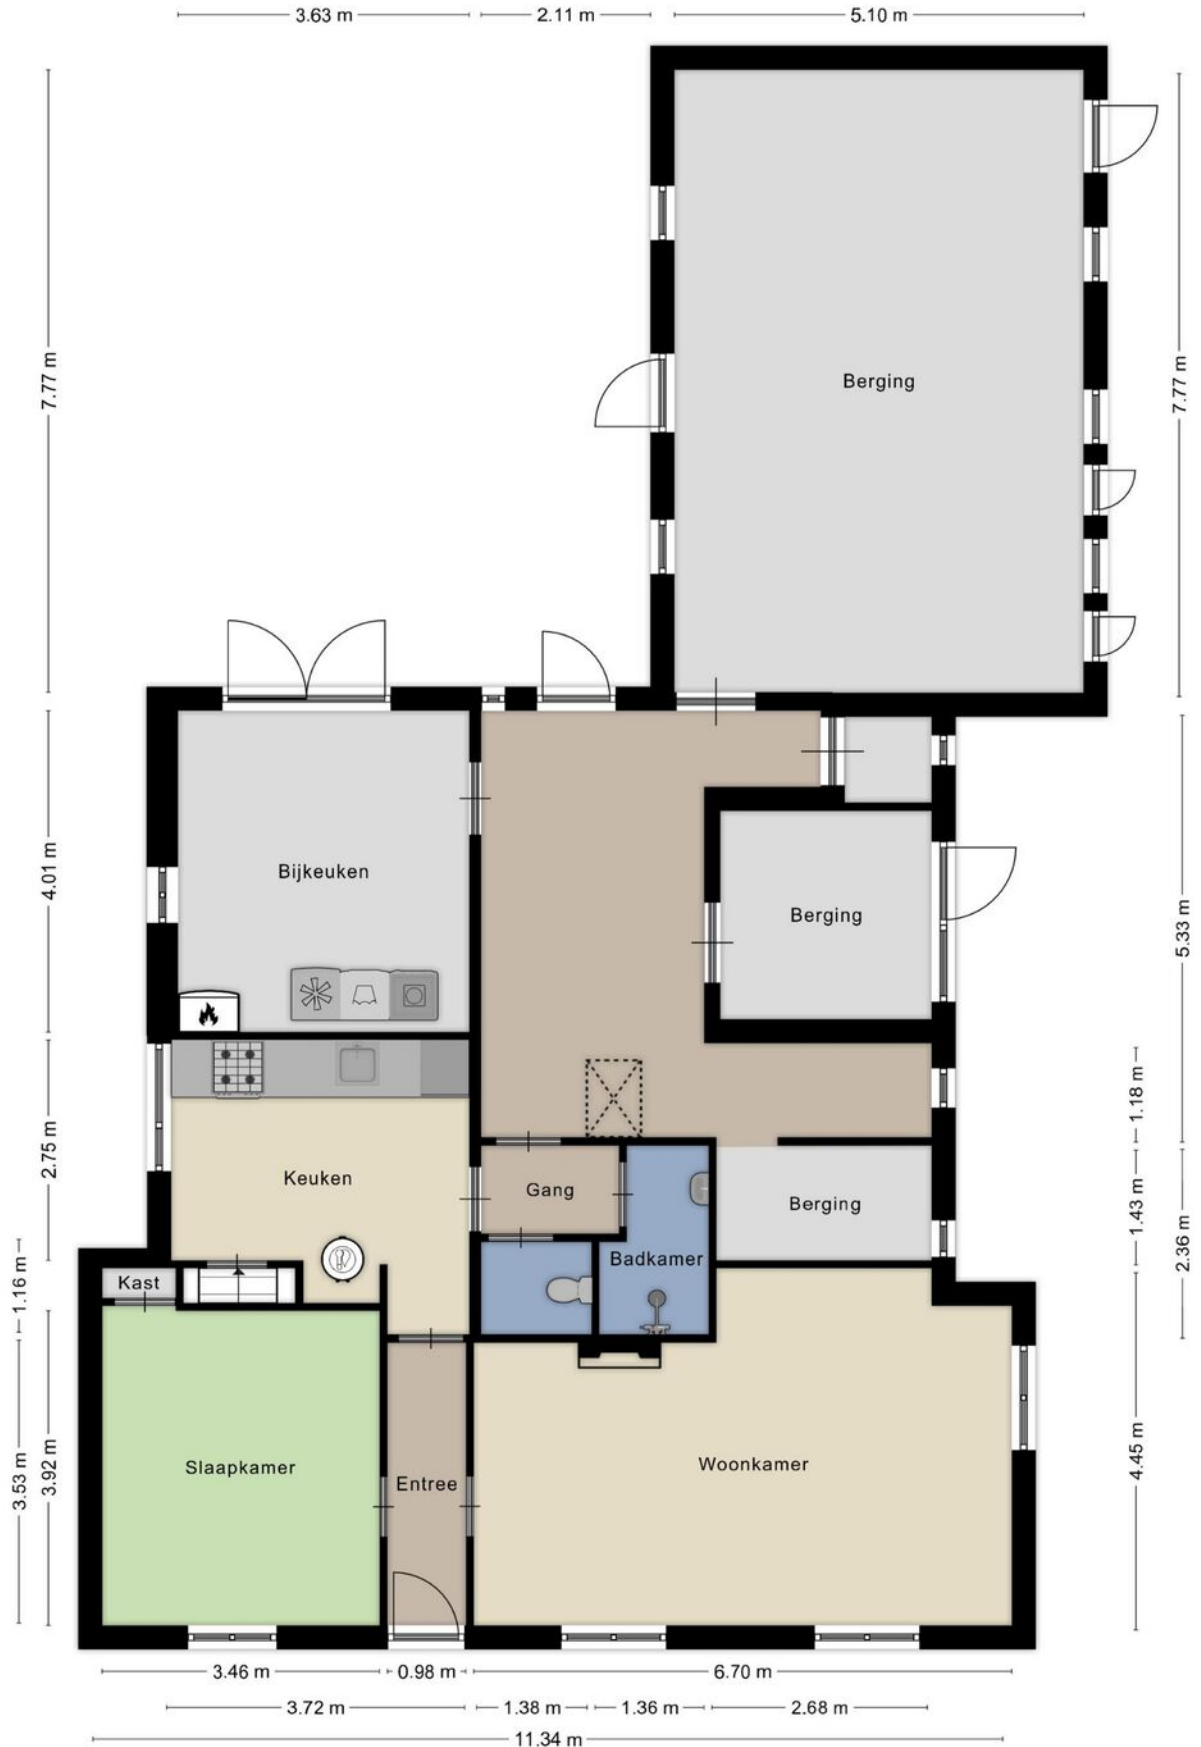 3.63 m
2.11 m
5.10 m
7.77 m
7.77 m
Berging
4.01 m
Bijkeuken
Berging
5.33 m
1.18 m
2.75 m
Keuken
Gang
Berging
1.43 m
2.36 m
Badkamer
Kast
1.16 m
Slaapkamer
Entree
Woonkamer
3.53 m
3.92 m
4.45 m
3.46 m
0.98 m
6.70 m
3.72 m
1.38 m
1.36 m
2.68 m
11.34 m